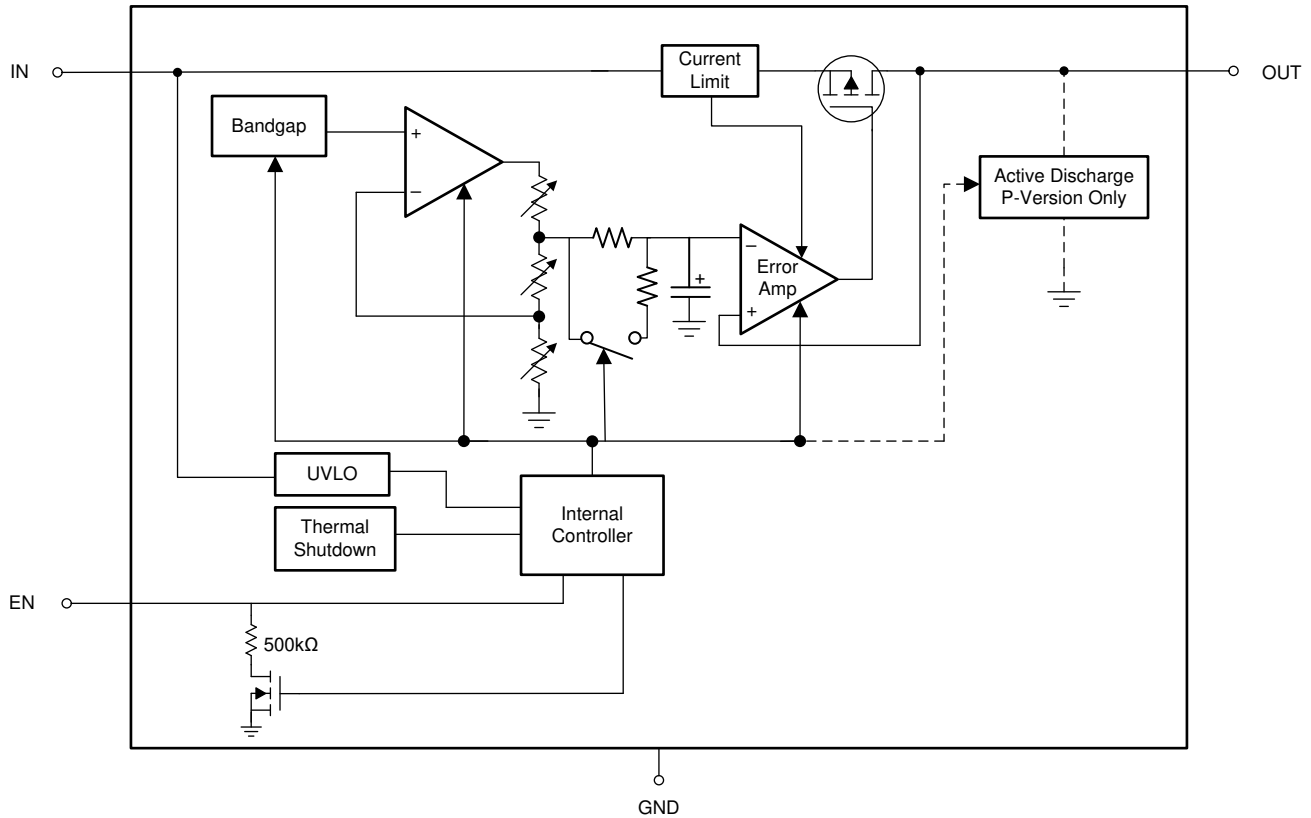 IN
Current
Limit
OUT
Bandgap
+
−
Active Discharge
P-Version Only
+
−
Error
Amp
+
UVLO
Internal
Controller
Thermal
Shutdown
EN
500kΩ
GND